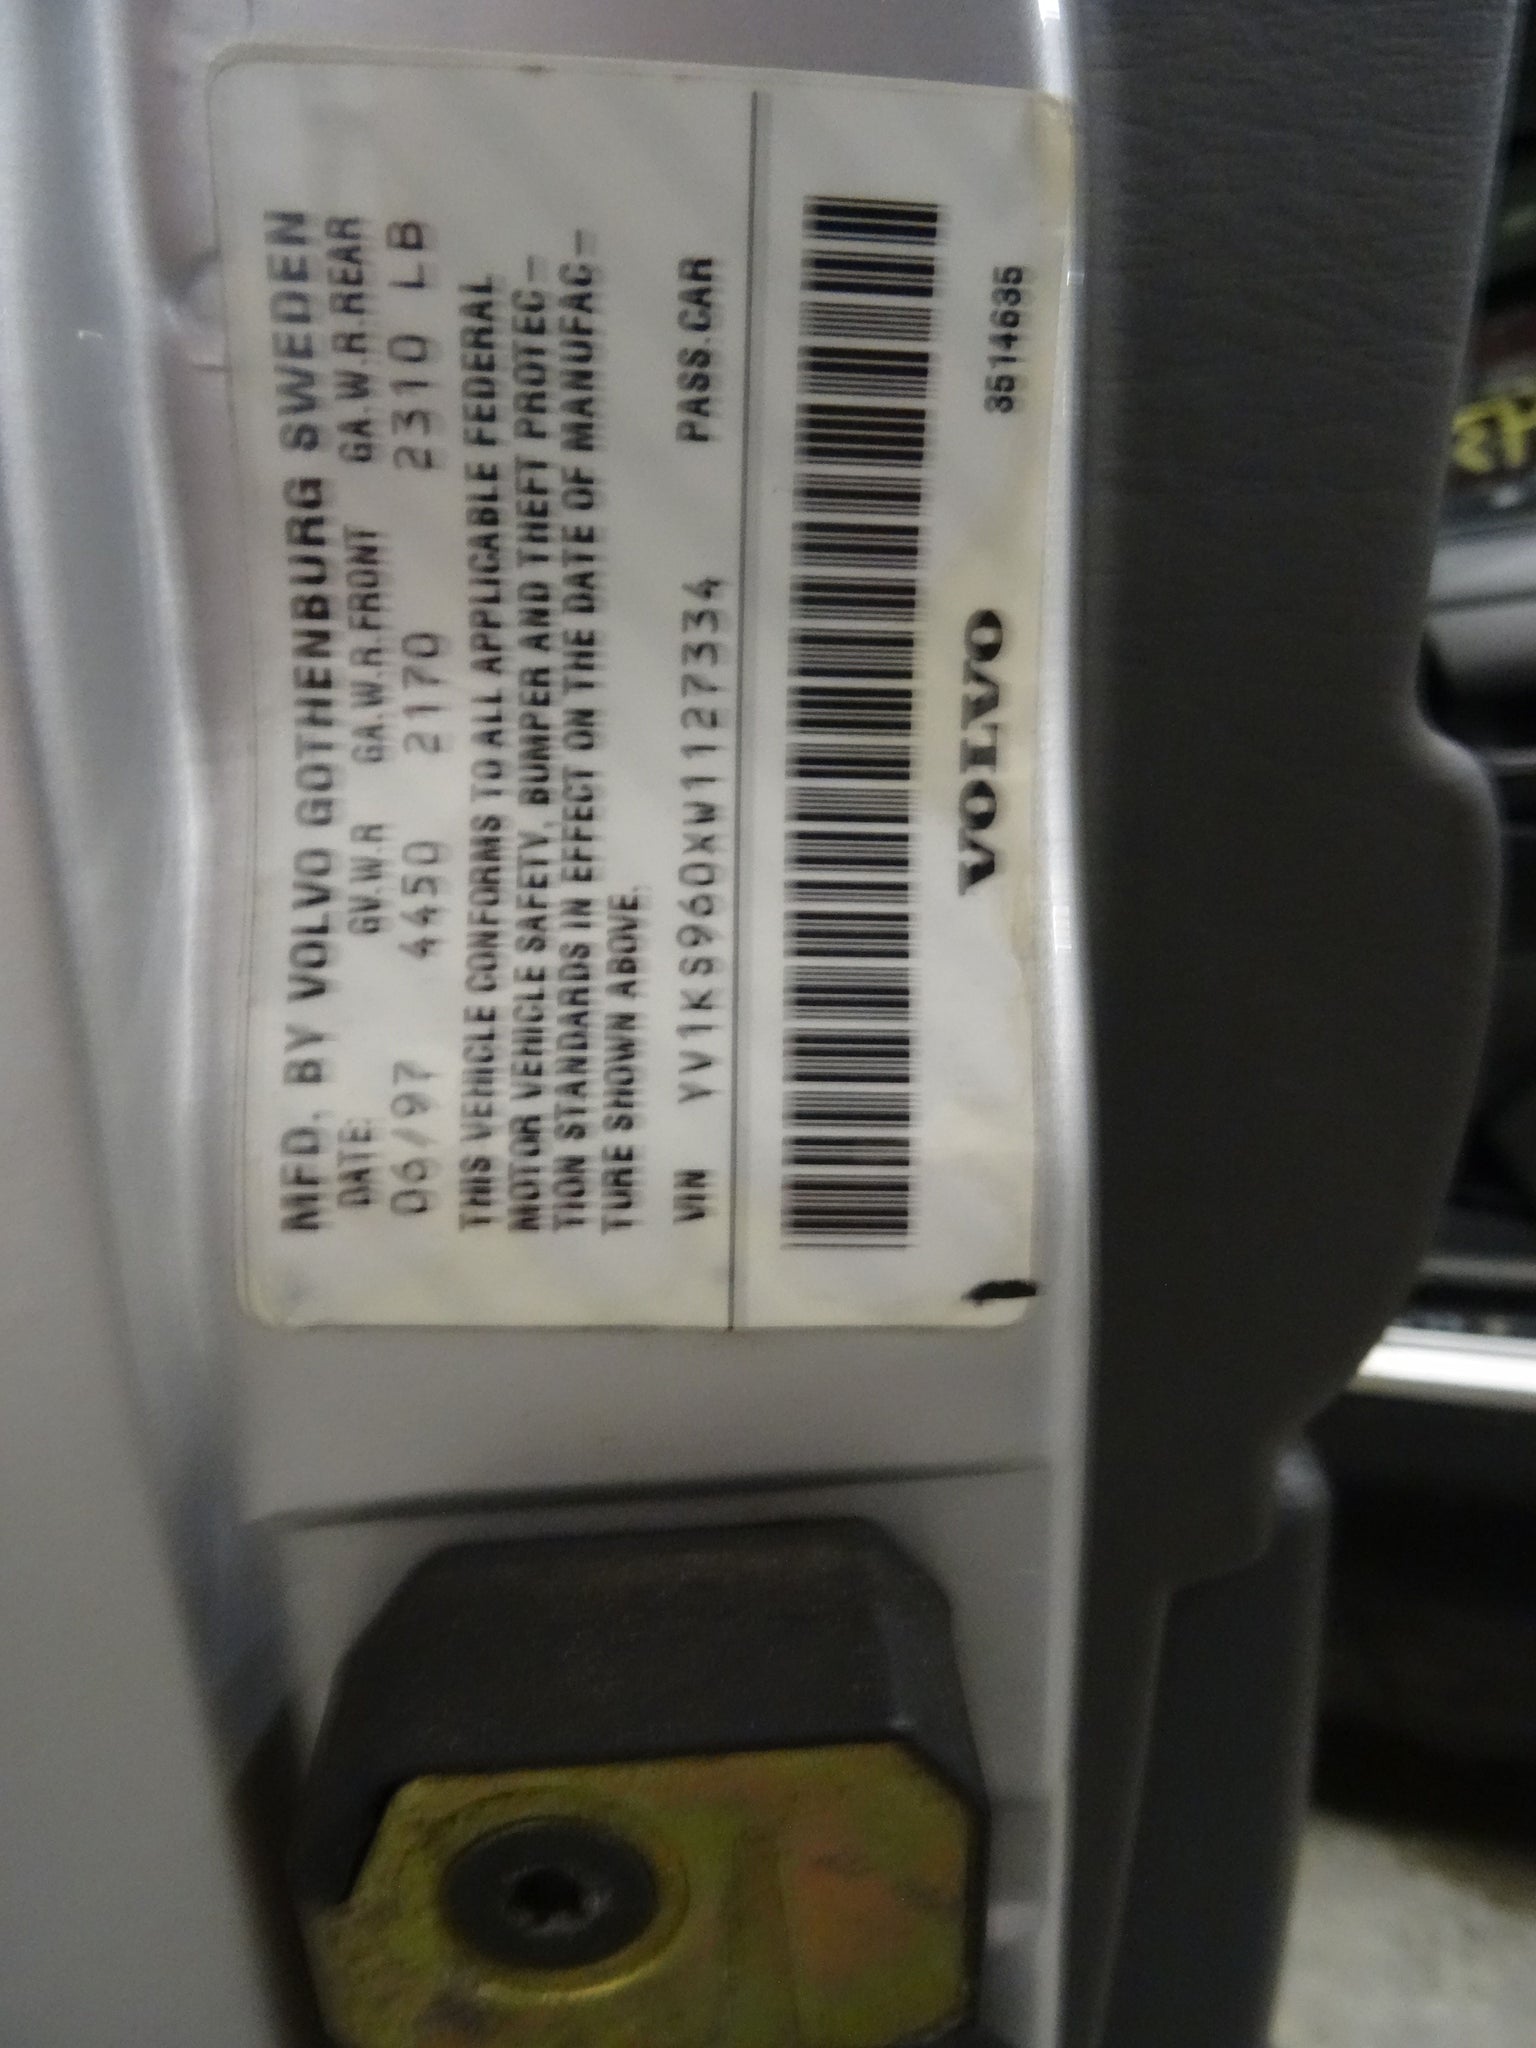 MFD. BY VOLVO GOTHENBURG SWEDEN
DATE: GV.W.R GA.W.R.FRONT GA.W.R.REAR
06/97 4450 2170 2310 LB
THIS VEHICLE CONFORMS TO ALL APPLICABLE FEDERAL
MOTOR VEHICLE SAFETY, BUMPER AND THEFT PROTEC-
TION STANDARDS IN EFFECT ON THE DATE OF MANUFAC-
TURE SHOWN ABOVE.
VIN YV1KS960XW1127334 PASS.CAR
VOLVO 3514635